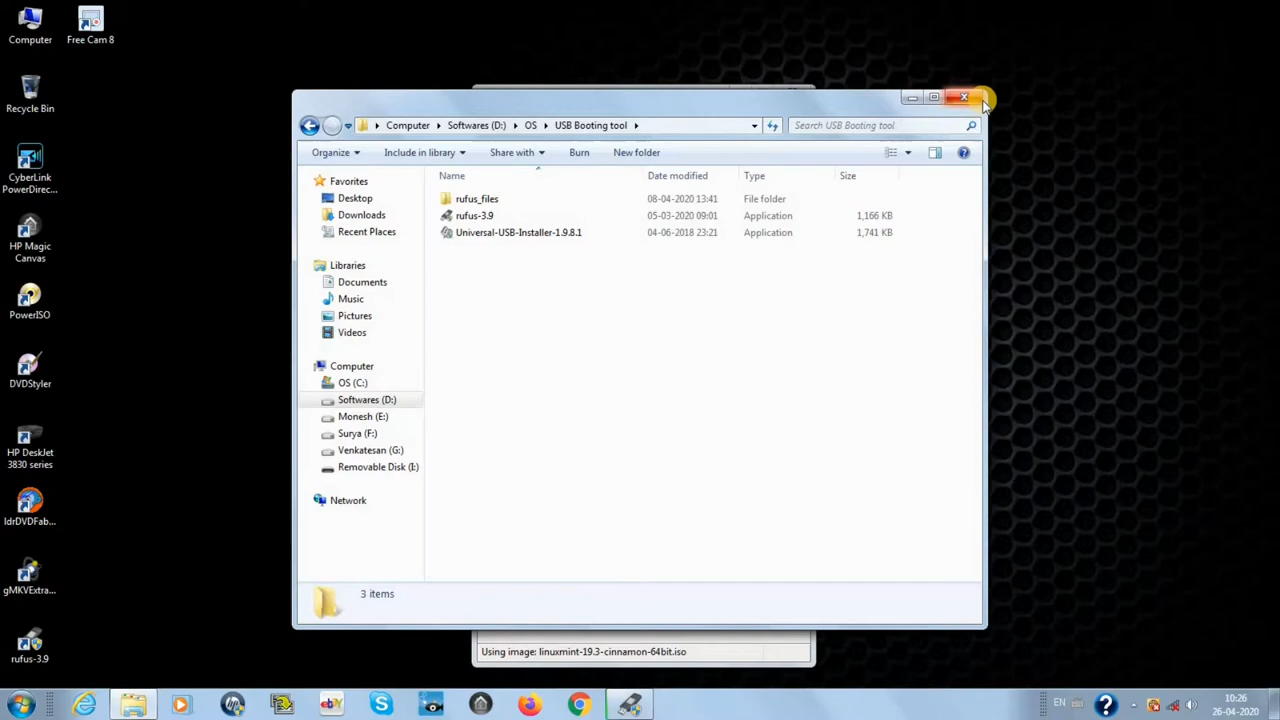 Computer
Free Cam 8
Recycle Bin
CyberLink
PowerDirec...
HP Magic
Canvas
PowerISO
DVDStyler
HP DeskJet
3830 series
ldrDVDFab...
gMKVExtra...
rufus-3.9
Computer
Softwares (D:)
OS
USB Booting tool
Search USB Booting tool
Organize
Include in library
Share with
Burn
New folder
Favorites
Desktop
Downloads
Recent Places
Libraries
Documents
Music
Pictures
Videos
Computer
OS (C:)
Softwares (D:)
Monesh (E:)
Surya (F:)
Venkatesan (G:)
Removable Disk (I:)
Network
Name Date modified Type Size
rufus_files 08-04-2020 13:41 File folder
rufus-3.9 05-03-2020 09:01 Application 1,166 KB
Universal-USB-Installer-1.9.8.1 04-06-2018 23:21 Application 1,741 KB
3 items
Using image: linuxmint-19.3-cinnamon-64bit.iso
EN
10:26
26-04-2020